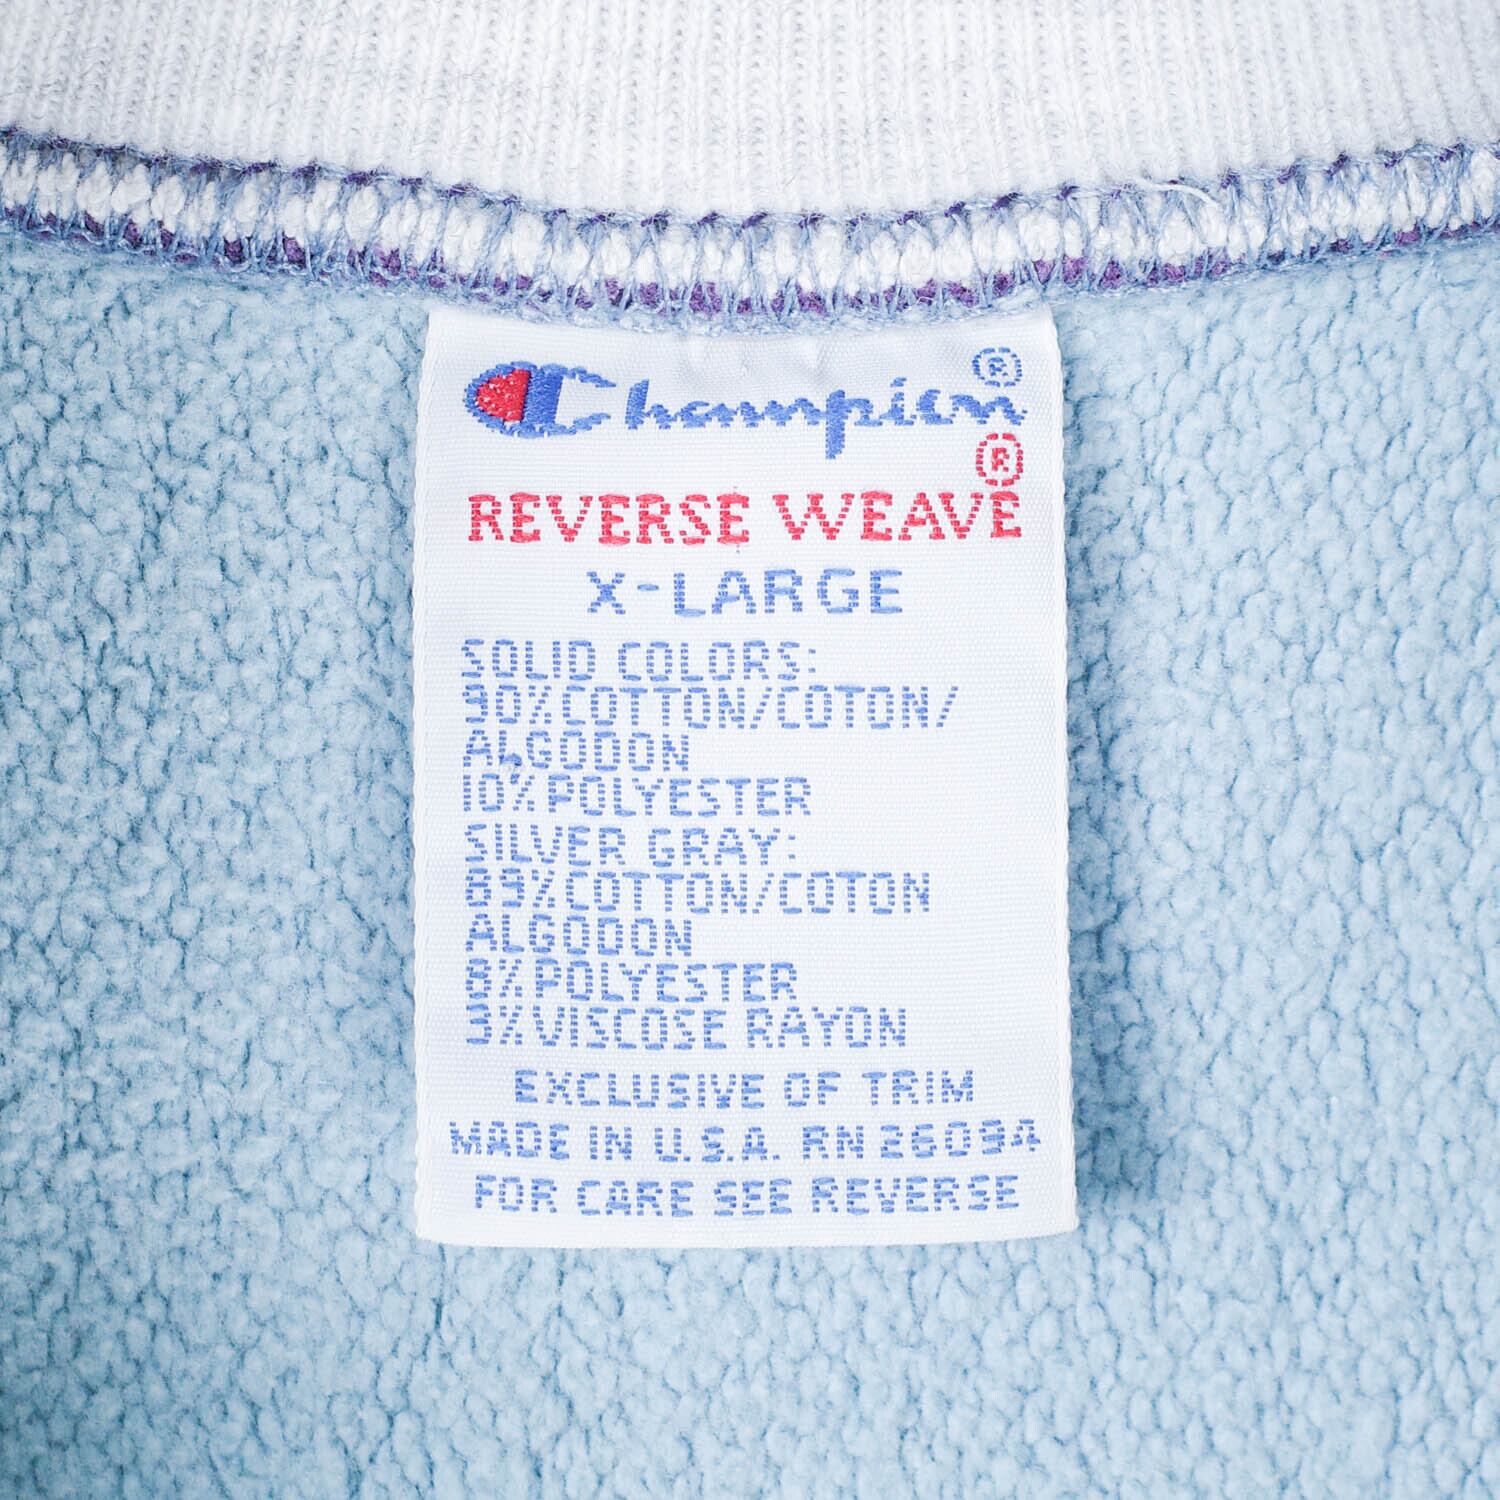 Champion®
®
REVERSE WEAVE
X-LARGE
SOLID COLORS:
90%COTTON/COTON/
ALGODON
10%POLYESTER
SILVER GRAY:
89%COTTON/COTON
ALGODON
8%POLYESTER
3%VISCOSE RAYON
EXCLUSIVE OF TRIM
MADE IN U.S.A. RN 26094
FOR CARE SEE REVERSE